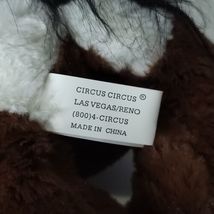 CIRCUS CIRCUS®
LAS VEGAS/RENO
(800)4-CIRCUS
MADE IN CHINA